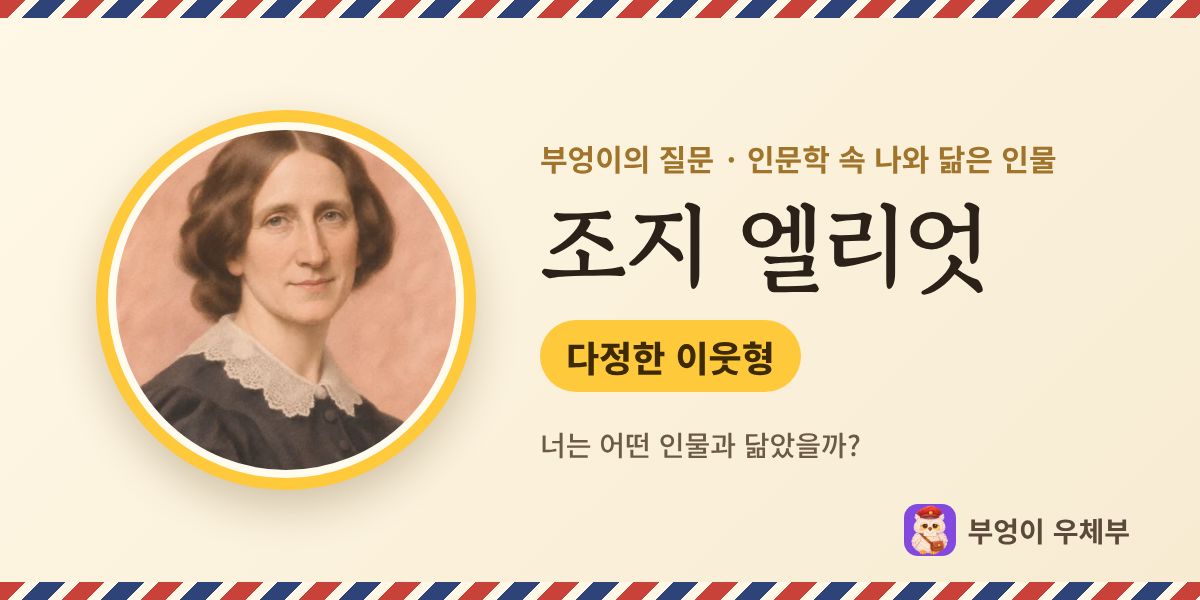 부엉이의 질문 · 인문학 속 나와 닮은 인물
조지 엘리엇
다정한 이웃형
너는 어떤 인물과 닮았을까?
부엉이 우체부